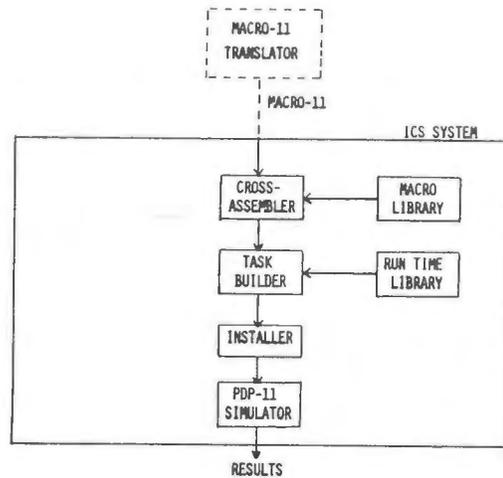 MACRO-11
TRANSLATOR
MACRO-11
ICS SYSTEM
CROSS-
ASSEMBLER
MACRO
LIBRARY
TASK
BUILDER
RUN TIME
LIBRARY
INSTALLER
PDP-11
SIMULATOR
RESULTS